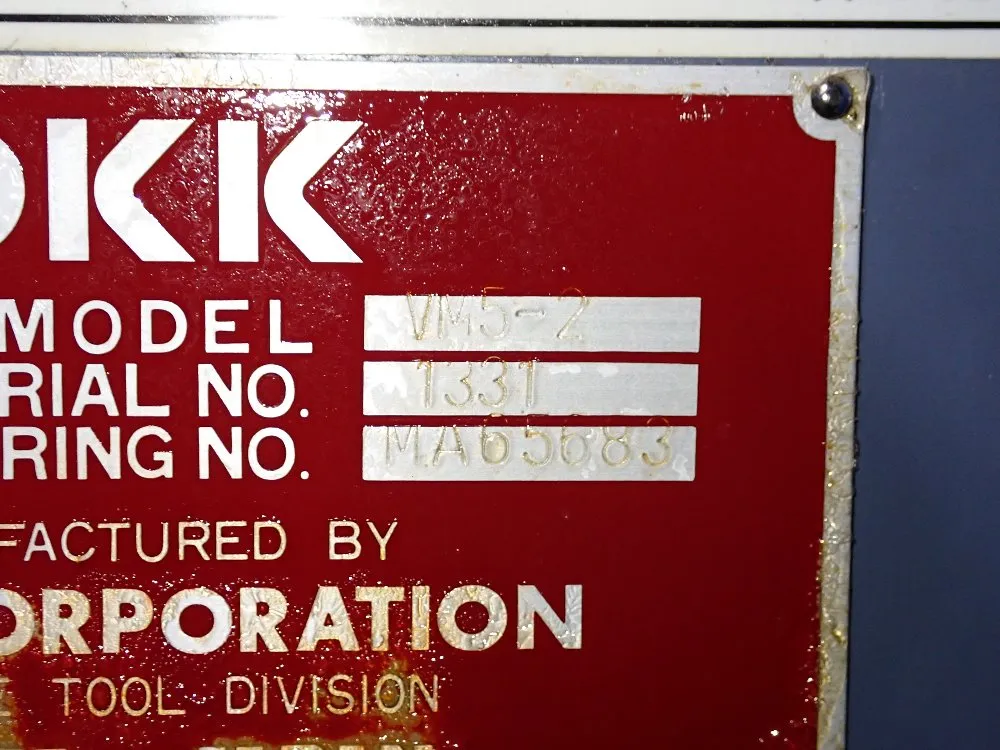 OKK
MODEL VM5-2
RIAL NO. 1331
RING NO. MA65683
FACTURED BY
ORPORATION
E TOOL DIVISION